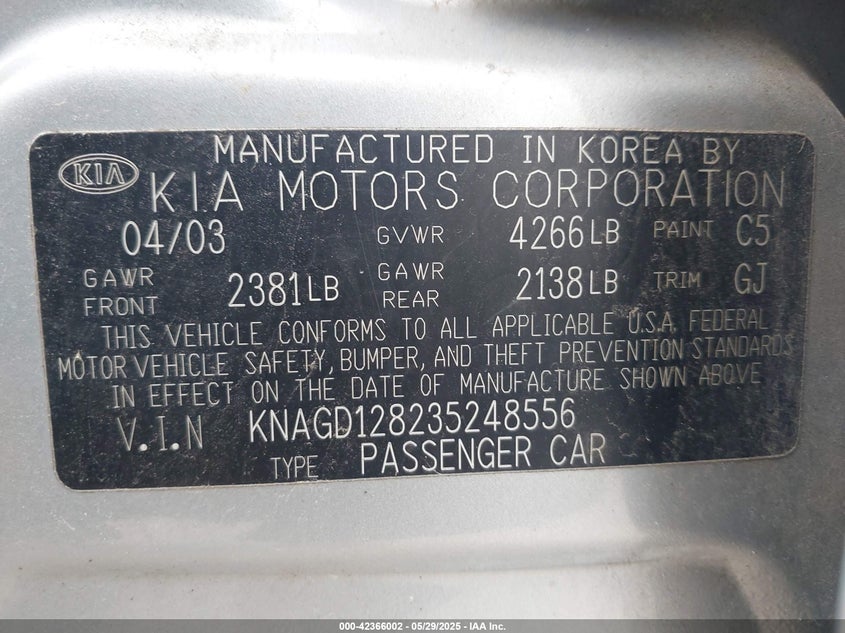 MANUFACTURED IN KOREA BY
KIA
KIA MOTORS CORPORATION
04/03 GVWR 4266LB PAINT C5
GAWR FRONT 2381LB GAWR REAR 2138LB TRIM GJ
THIS VEHICLE CONFORMS TO ALL APPLICABLE U.S.A. FEDERAL
MOTOR VEHICLE SAFETY, BUMPER, AND THEFT PREVENTION STANDARDS
IN EFFECT ON THE DATE OF MANUFACTURE SHOWN ABOVE
V.I.N KNAGD128235248556
TYPE PASSENGER CAR
000-42366002 - 05/29/2025 - IAA Inc.